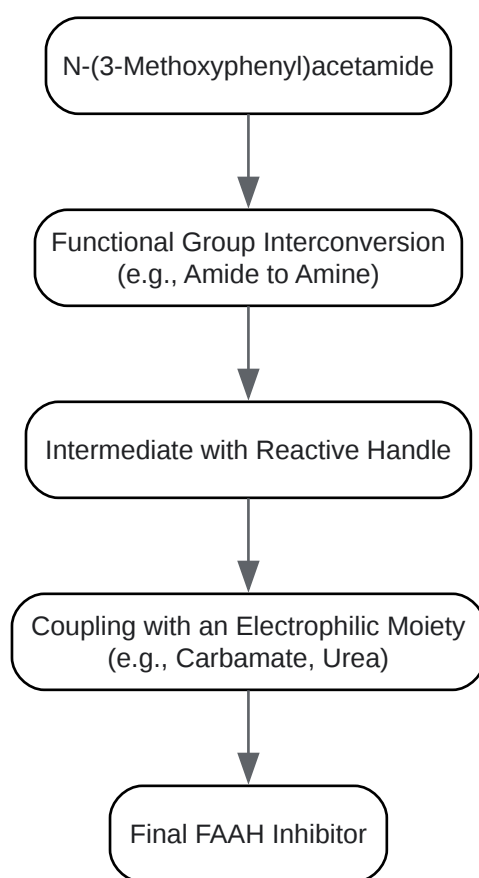 N-(3-Methoxyphenyl)acetamide
Functional Group Interconversion
(e.g., Amide to Amine)
Intermediate with Reactive Handle
Coupling with an Electrophilic Moiety
(e.g., Carbamate, Urea)
Final FAAH Inhibitor